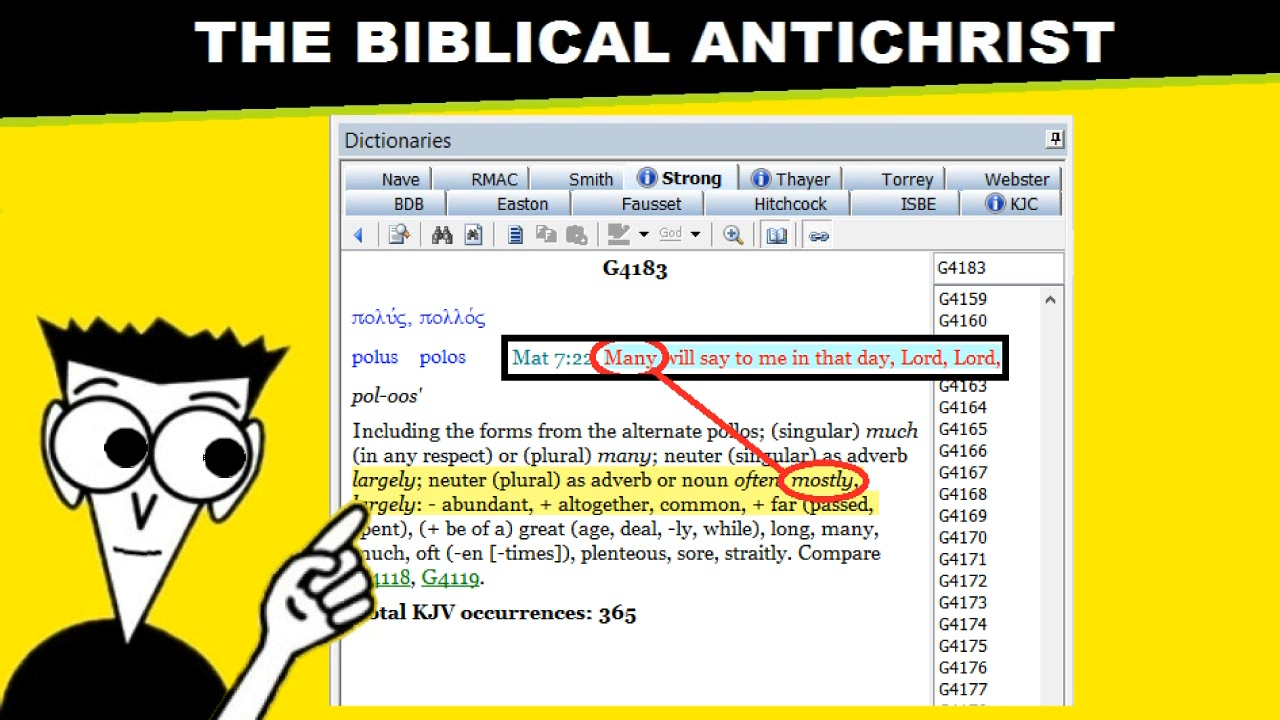 THE BIBLICAL ANTICHRIST
Dictionaries
Nave RMAC Smith Strong Thayer Torrey Webster
BDB Easton Fausset Hitchcock ISBE KJC
God
G4183
G4183
G4159
G4160
πολύς, πολλός
polus polos
Mat 7:22 Many will say to me in that day, Lord, Lord,
pol-oos'
Including the forms from the alternate pollos; (singular) much
(in any respect) or (plural) many; neuter (singular) as adverb
largely; neuter (plural) as adverb or noun often, mostly,
largely: - abundant, + altogether, common, + far (passed,
spent), (+ be of a) great (age, deal, -ly, while), long, many,
much, oft (-en [-times]), plenteous, sore, straitly. Compare
G4118, G4119.
Total KJV occurrences: 365
G4163
G4164
G4165
G4166
G4167
G4168
G4169
G4170
G4171
G4172
G4173
G4174
G4175
G4176
G4177